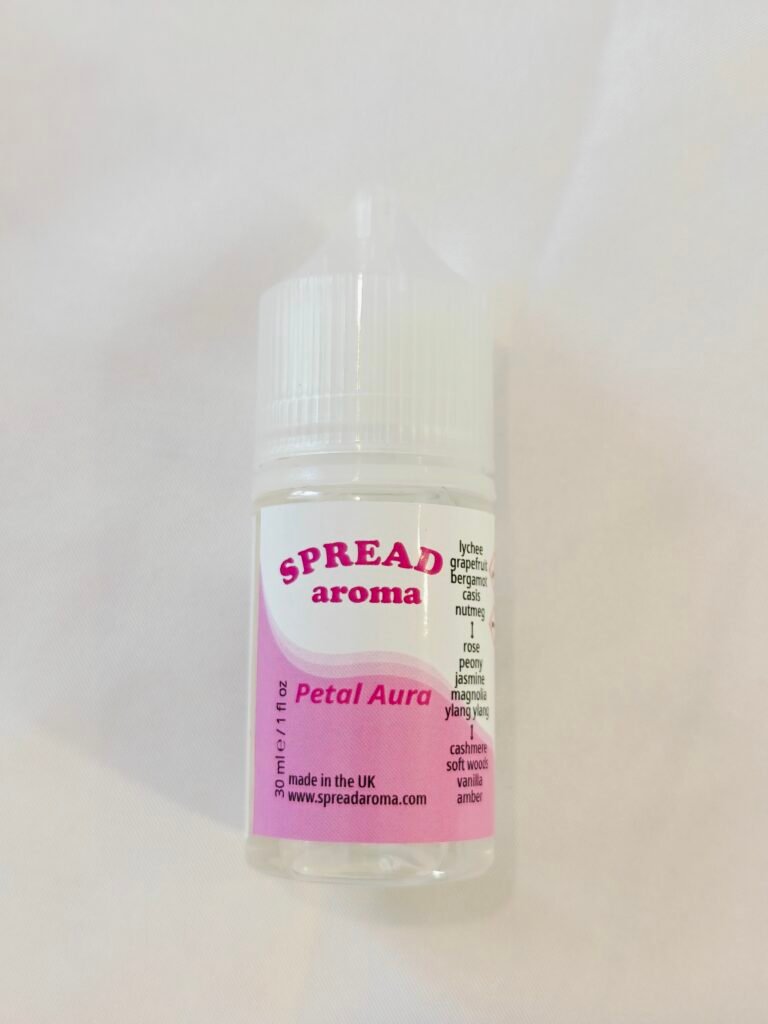 SPREAD
aroma
Petal Aura
30 ml ℮ / 1 fl oz
made in the UK
www.spreadaroma.com
lychee
grapefruit
bergamot
casis
nutmeg
↕
rose
peony
jasmine
magnolia
ylang ylang
↕
cashmere
soft woods
vanilla
amber